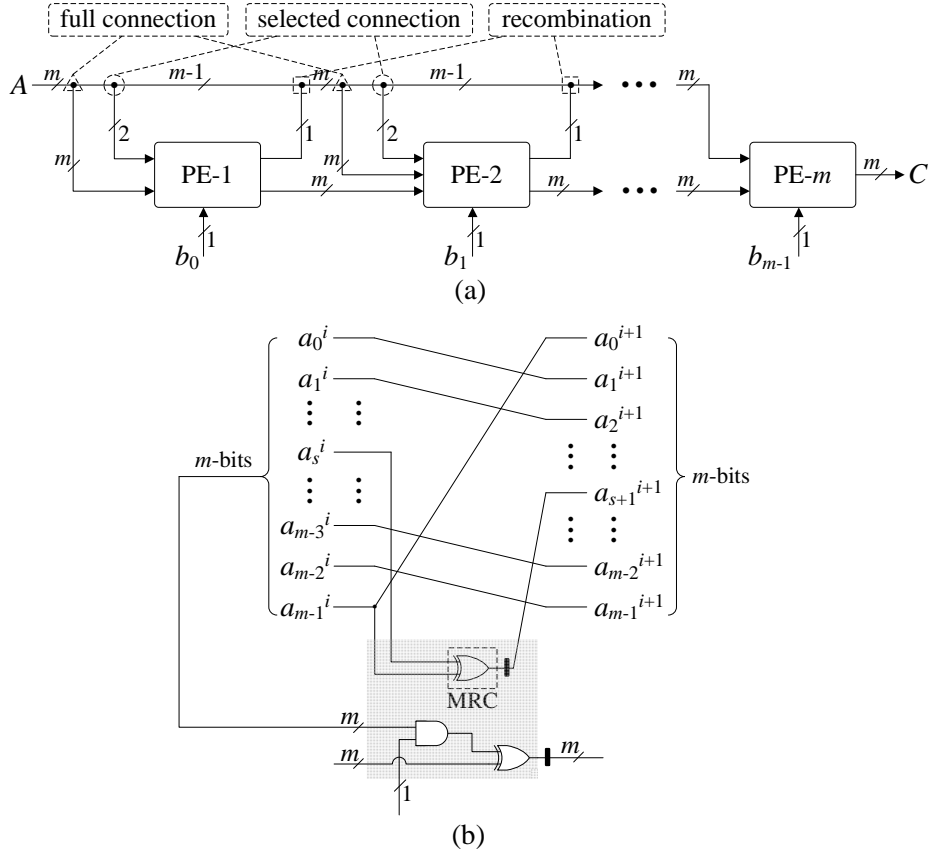 full connection selected connection recombination
A m m-1 m m-1 m
2 1 2 1
m PE-1 m m PE-2 m m PE-m m C
1 1 1
b₀ b₁ bₘ₋₁
(a)
a₀ⁱ a₀ⁱ⁺¹
a₁ⁱ a₁ⁱ⁺¹
a₂ⁱ⁺¹
m-bits aₛⁱ m-bits
aₛ₊₁ⁱ⁺¹
aₘ₋₃ⁱ
aₘ₋₂ⁱ aₘ₋₂ⁱ⁺¹
aₘ₋₁ⁱ aₘ₋₁ⁱ⁺¹
MRC
m
m m
1
(b)